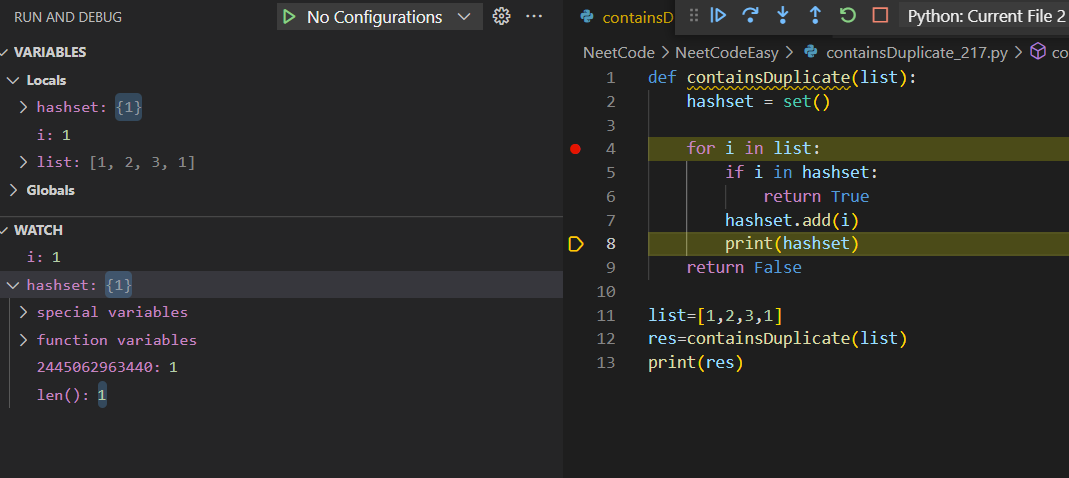 RUN AND DEBUG
No Configurations
VARIABLES
Locals
hashset: {1}
i: 1
list: [1, 2, 3, 1]
Globals
WATCH
i: 1
hashset: {1}
special variables
function variables
2445062963440: 1
len(): 1
containsD
Python: Current File 2
NeetCode > NeetCodeEasy > containsDuplicate_217.py > co
1 def containsDuplicate(list):
2 hashset = set()
3
4 for i in list:
5 if i in hashset:
6 return True
7 hashset.add(i)
8 print(hashset)
9 return False
10
11 list=[1,2,3,1]
12 res=containsDuplicate(list)
13 print(res)